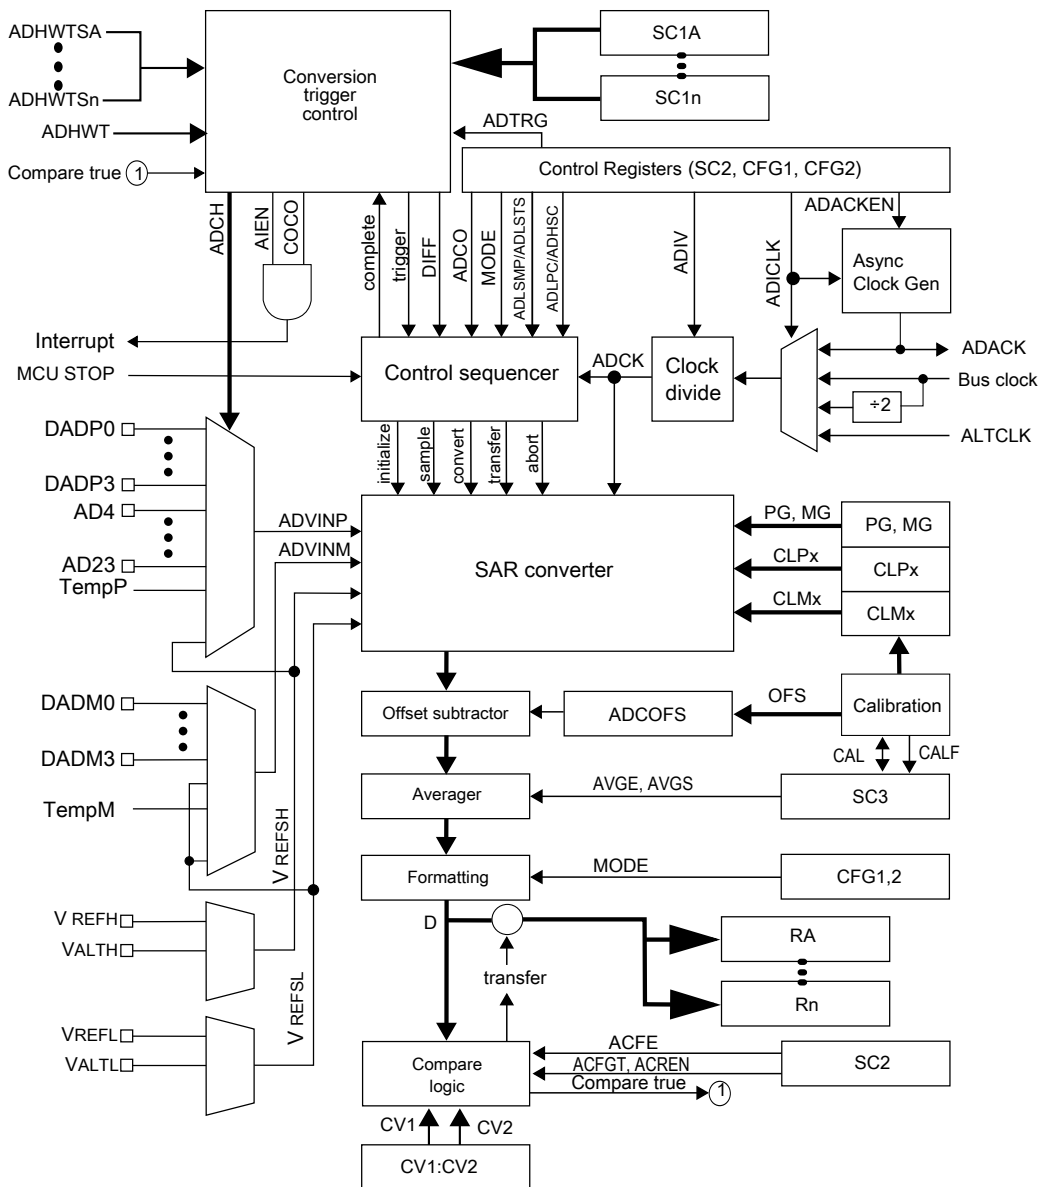 ADHWTSA
ADHWTSn
ADHWT
Compare true 1
Conversion
trigger
control
SC1A
SC1n
ADTRG
Control Registers (SC2, CFG1, CFG2)
ADCH
AIEN
COCO
complete
trigger
DIFF
ADCO
MODE
ADLSMP/ADLSTS
ADLPC/ADHSC
ADIV
ADICLK
ADACKEN
Async
Clock Gen
Interrupt
MCU STOP
Control sequencer
ADCK
Clock
divide
ADACK
Bus clock
÷2
ALTCLK
initialize
sample
convert
transfer
abort
DADP0
DADP3
AD4
AD23
TempP
ADVINP
ADVINM
SAR converter
PG, MG
PG, MG
CLPx
CLPx
CLMx
CLMx
DADM0
DADM3
TempM
Offset subtractor
ADCOFS
OFS
Calibration
CAL
CALF
Averager
AVGE, AVGS
SC3
V REFSH
Formatting
MODE
CFG1,2
D
V REFH
VALTH
RA
Rn
transfer
V REFSL
VREFL
VALTL
Compare
logic
ACFE
ACFGT, ACREN
Compare true
1
SC2
CV1
CV2
CV1:CV2